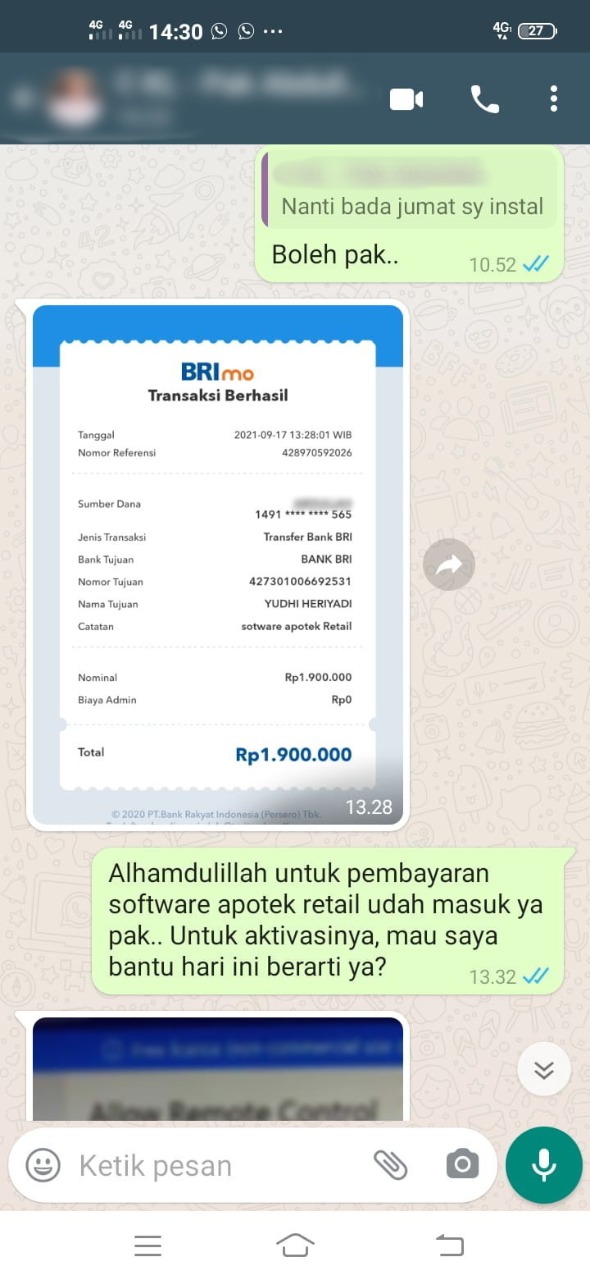 4G 4G 14:30 ... 4G 27
Nanti bada jumat sy instal
Boleh pak..
10.52
BRImo
Transaksi Berhasil
Tanggal 2021-09-17 13:28:01 WIB
Nomor Referensi 428970592026
Sumber Dana
1491 **** **** 565
Jenis Transaksi Transfer Bank BRI
Bank Tujuan BANK BRI
Nomor Tujuan 427301006692531
Nama Tujuan YUDHI HERIYADI
Catatan sotware apotek Retail
Nominal Rp1.900.000
Biaya Admin Rp0
Total Rp1.900.000
© 2020 PT.Bank Rakyat Indonesia (Persero) Tbk.
13.28
Alhamdulillah untuk pembayaran
software apotek retail udah masuk ya
pak.. Untuk aktivasinya, mau saya
bantu hari ini berarti ya?
13.32
Allow Remote Control
Ketik pesan